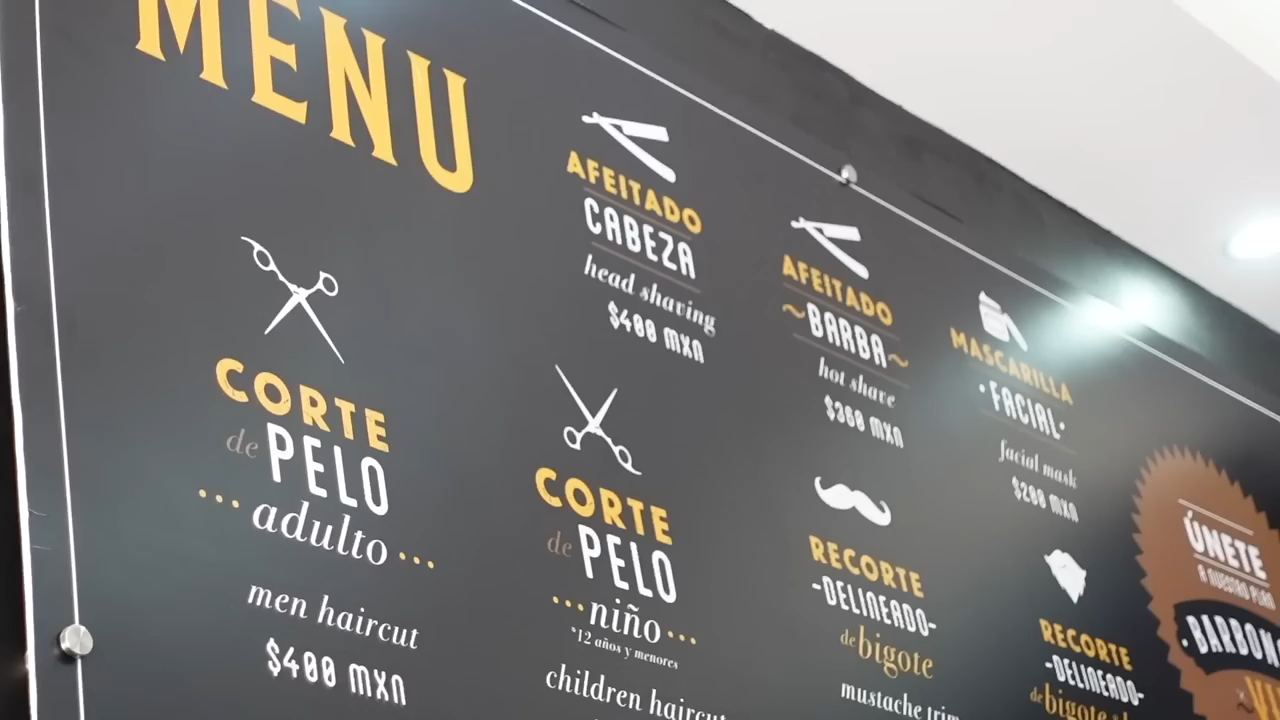 MENU
CORTE
de PELO
...adulto...
men haircut
$400 MXN
AFEITADO
CABEZA
head shaving
$400 MXN
CORTE
de PELO
...niño...
*12 años y menores
children haircut
AFEITADO
~BARBA~
hot shave
$360 MXN
RECORTE
-DELINEADO-
de bigote
mustache trim
MASCARILLA
·FACIAL·
facial mask
$200 MXN
RECORTE
-DELINEADO-
de bigote
ÚNETE
A NUESTRO PLAN